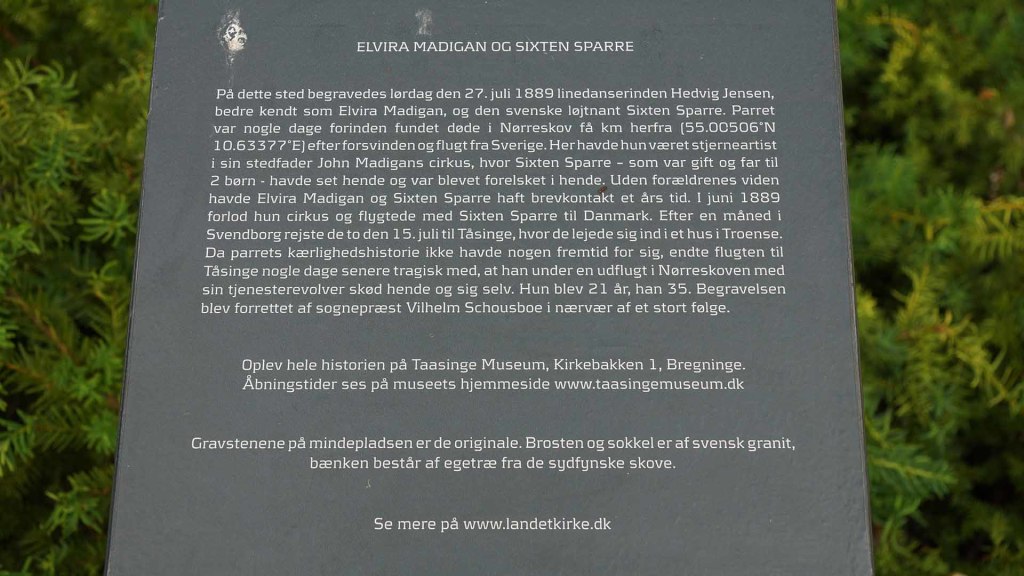 ELVIRA MADIGAN OG SIXTEN SPARRE
På dette sted begravedes lørdag den 27. juli 1889 linedanserinden Hedvig Jensen,
bedre kendt som Elvira Madigan, og den svenske løjtnant Sixten Sparre. Parret
var nogle dage forinden fundet døde i Nørreskov få km herfra (55.00506°N
10.63377°E) efter forsvinden og flugt fra Sverige. Her havde hun været stjerneartist
i sin stedfader John Madigans cirkus, hvor Sixten Sparre - som var gift og far til
2 børn - havde set hende og var blevet forelsket i hende. Uden forældrenes viden
havde Elvira Madigan og Sixten Sparre haft brevkontakt et års tid. I juni 1889
forlod hun cirkus og flygtede med Sixten Sparre til Danmark. Efter en måned i
Svendborg rejste de to den 15. juli til Tåsinge, hvor de lejede sig ind i et hus i Troense.
Da parrets kærlighedshistorie ikke havde nogen fremtid for sig, endte flugten til
Tåsinge nogle dage senere tragisk med, at han under en udflugt i Nørreskoven med
sin tjenesterevolver skød hende og sig selv. Hun blev 21 år, han 35. Begravelsen
blev forrettet af sognepræst Vilhelm Schousboe i nærvær af et stort følge.
Oplev hele historien på Taasinge Museum, Kirkebakken 1, Bregninge.
Åbningstider ses på museets hjemmeside www.taasingemuseum.dk
Gravstenene på mindepladsen er de originale. Brosten og sokkel er af svensk granit,
bænken består af egetræ fra de sydfynske skove.
Se mere på www.landetkirke.dk